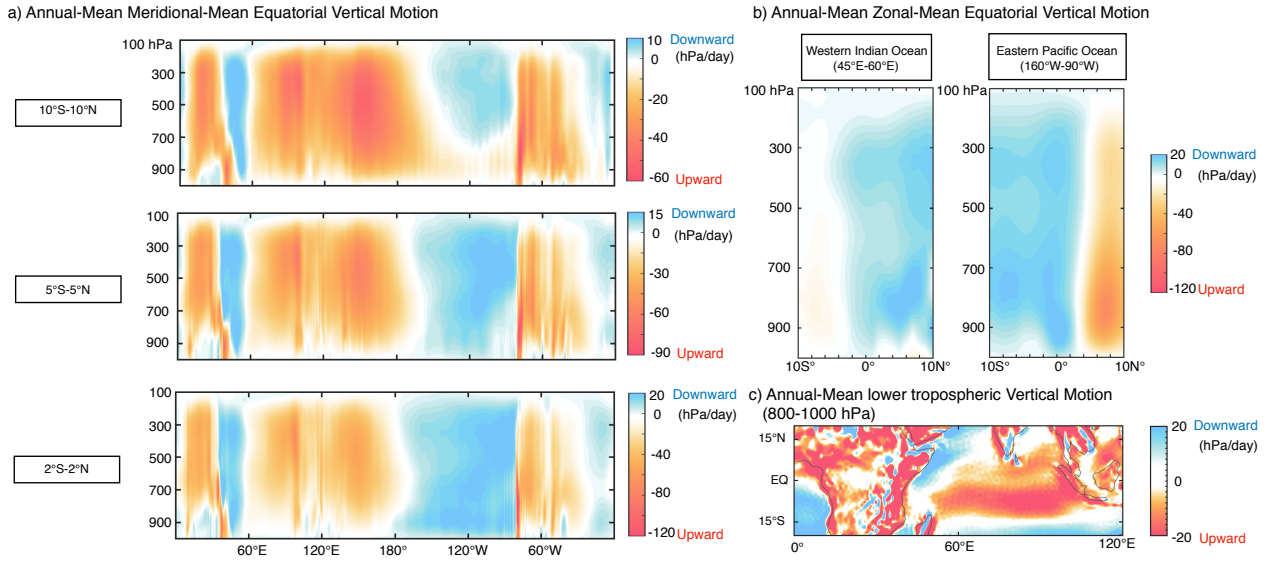 a) Annual-Mean Meridional-Mean Equatorial Vertical Motion
100 hPa
300
500
700
900
10°S-10°N
10
0
-20
-40
-60
Downward
(hPa/day)
Upward
100
300
500
700
900
5°S-5°N
15
0
-30
-60
-90
Downward
(hPa/day)
Upward
100
300
500
700
900
2°S-2°N
20
0
-40
-80
-120
Downward
(hPa/day)
Upward
60°E
120°E
180°
120°W
60°W
b) Annual-Mean Zonal-Mean Equatorial Vertical Motion
Western Indian Ocean
(45°E-60°E)
Eastern Pacific Ocean
(160°W-90°W)
100 hPa
300
500
700
900
10S°
0°
10N°
100 hPa
300
500
700
900
10S°
0°
10N°
20
0
-40
-80
-120
Downward
(hPa/day)
Upward
c) Annual-Mean lower tropospheric Vertical Motion
(800-1000 hPa)
15°N
EQ
15°S
0°
60°E
120°E
20
10
0
-10
-20
Downward
(hPa/day)
Upward